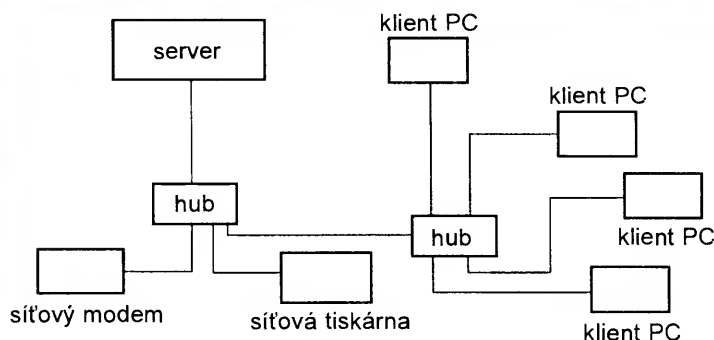 klient PC
server
klient PC
hub
klient PC
hub
síťový modem
síťová tiskárna
klient PC